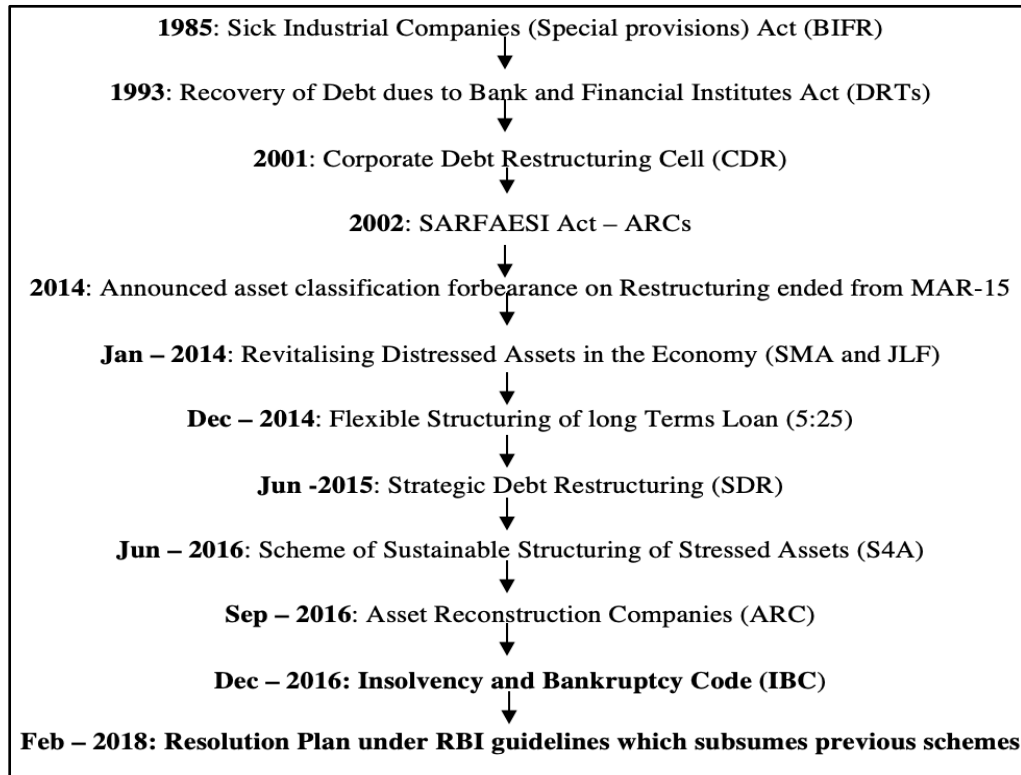 1985: Sick Industrial Companies (Special provisions) Act (BIFR)
1993: Recovery of Debt dues to Bank and Financial Institutes Act (DRTs)
2001: Corporate Debt Restructuring Cell (CDR)
2002: SARFAESI Act – ARCs
2014: Announced asset classification forbearance on Restructuring ended from MAR-15
Jan – 2014: Revitalising Distressed Assets in the Economy (SMA and JLF)
Dec – 2014: Flexible Structuring of long Terms Loan (5:25)
Jun -2015: Strategic Debt Restructuring (SDR)
Jun – 2016: Scheme of Sustainable Structuring of Stressed Assets (S4A)
Sep – 2016: Asset Reconstruction Companies (ARC)
Dec – 2016: Insolvency and Bankruptcy Code (IBC)
Feb – 2018: Resolution Plan under RBI guidelines which subsumes previous schemes